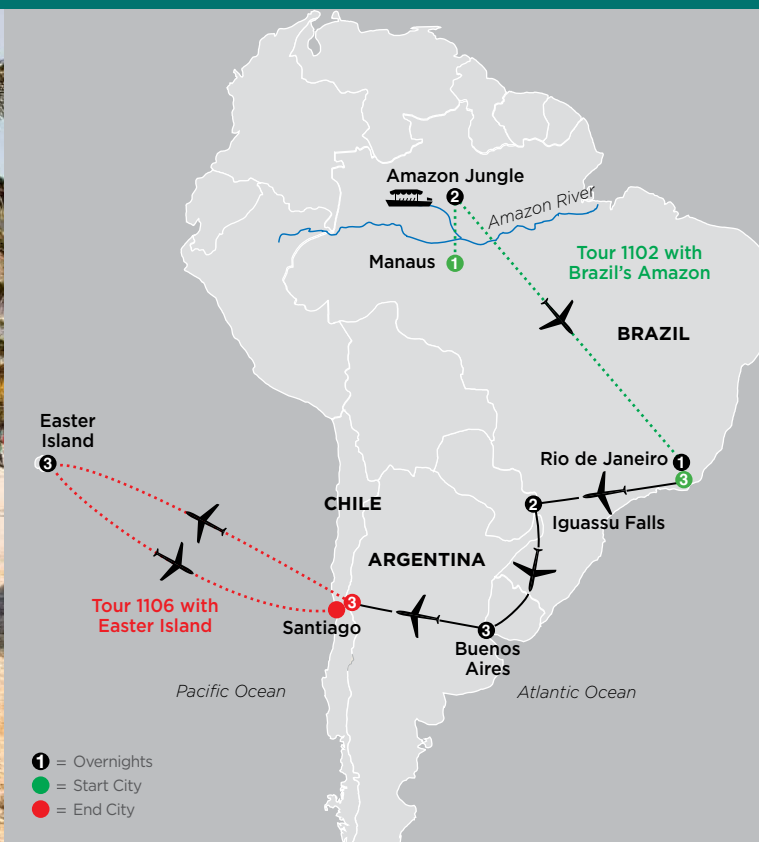 Amazon Jungle
2
Amazon River
Manaus
1
Tour 1102 with
Brazil's Amazon
BRAZIL
Easter
Island
3
Rio de Janeiro
1
3
CHILE
2
Iguassu Falls
ARGENTINA
Tour 1106 with
Easter Island
3
Santiago
3
Buenos
Aires
Pacific Ocean
Atlantic Ocean
1 = Overnights
= Start City
= End City